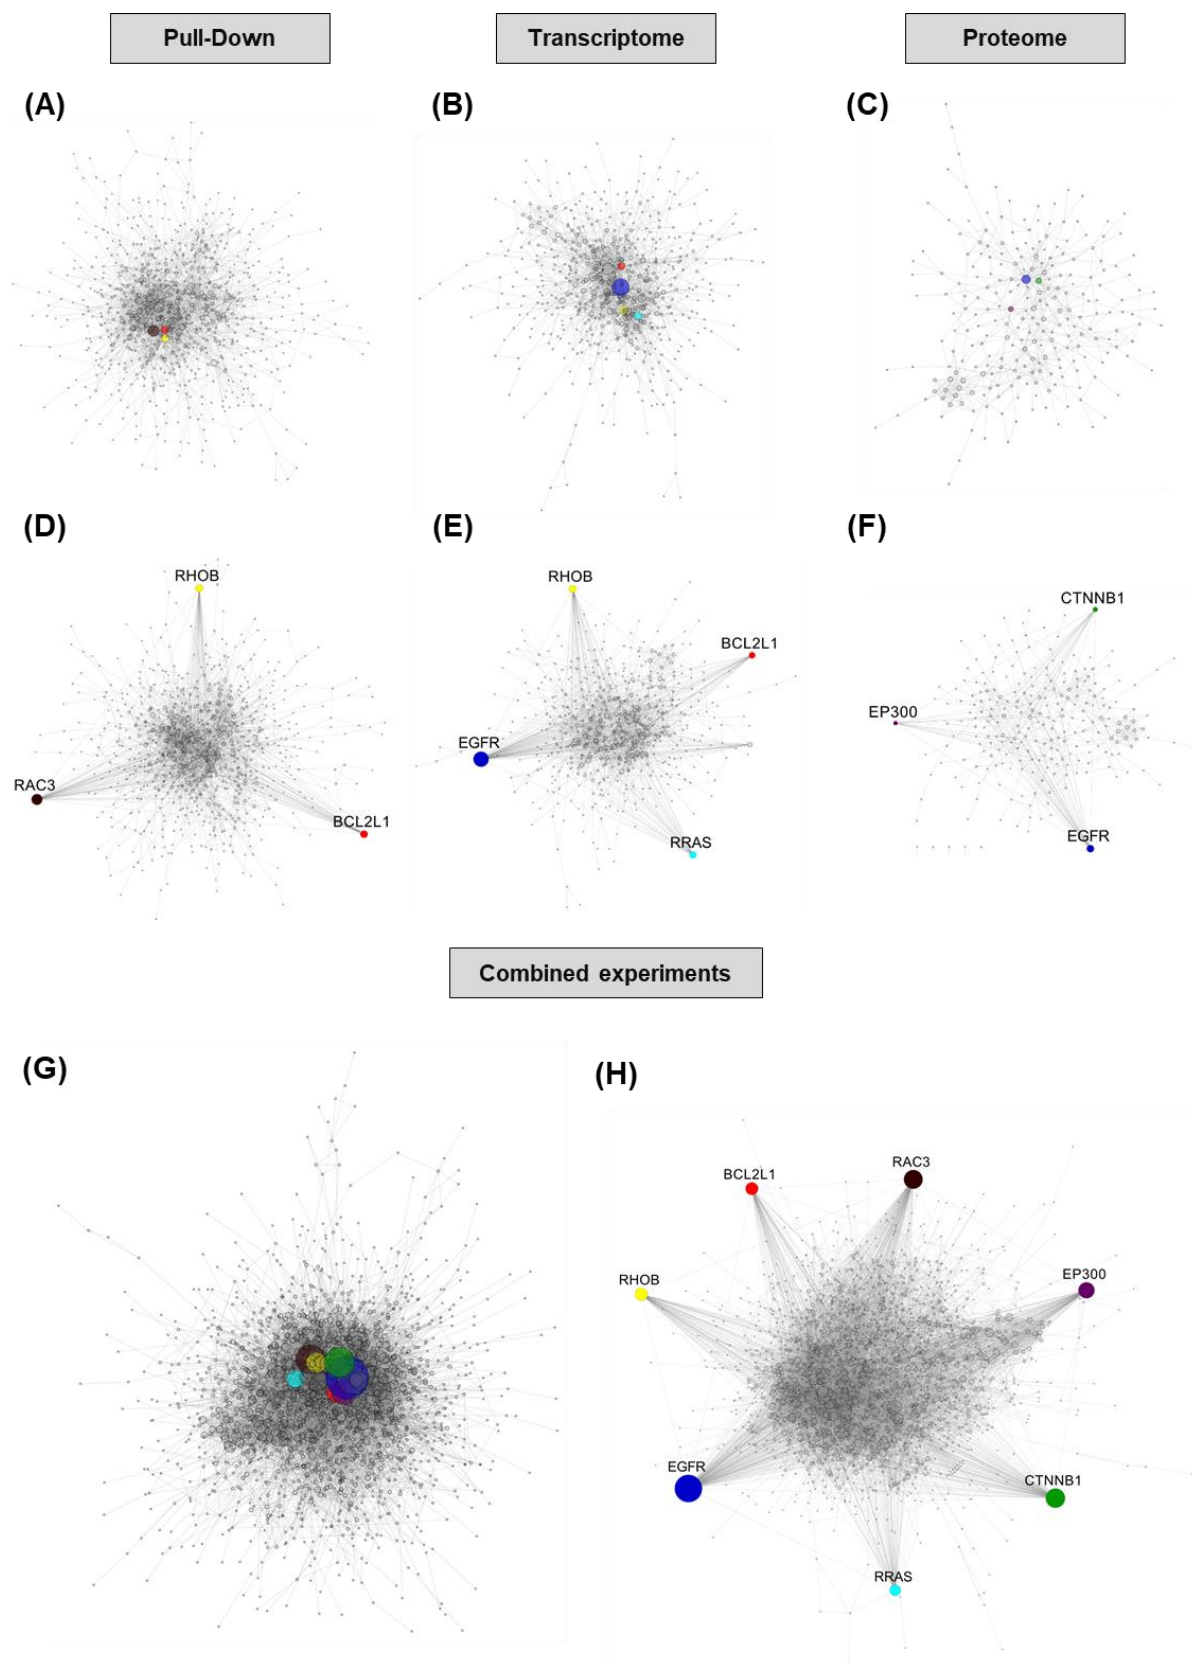 Pull-Down
Transcriptome
Proteome
(A)
(B)
(C)
(D)
(E)
(F)
RHOB
RAC3
BCL2L1
RHOB
BCL2L1
EGFR
RRAS
CTNNB1
EP300
EGFR
Combined experiments
(G)
(H)
BCL2L1
RAC3
RHOB
EP300
EGFR
CTNNB1
RRAS